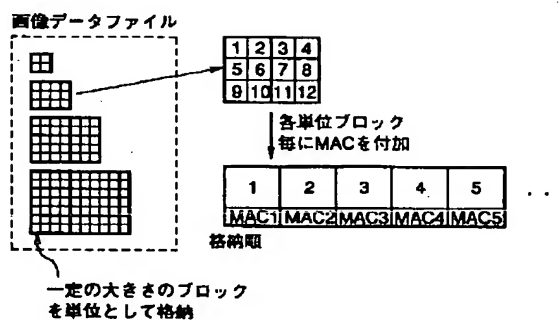 画像データファイル
1 2 3 4
5 6 7 8
9 10 11 12
各単位ブロック
毎にMACを付加
1 2 3 4 5 ..
MAC1 MAC2 MAC3 MAC4 MAC5
格納順
一定の大きさのブロック
を単位として格納